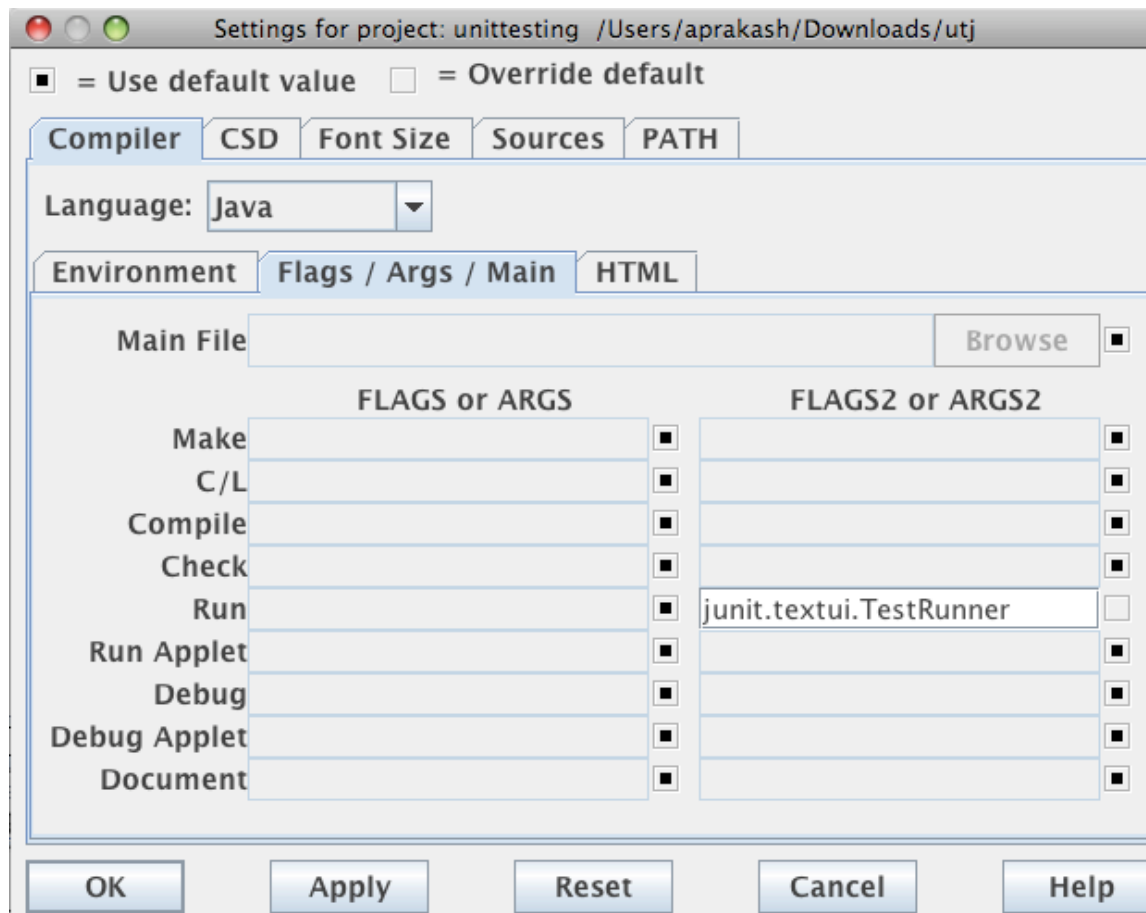 Settings for project: unittesting /Users/aprakash/Downloads/utj
= Use default value = Override default
Compiler CSD Font Size Sources PATH
Language: Java
Environment Flags / Args / Main HTML
Main File Browse
FLAGS or ARGS FLAGS2 or ARGS2
Make
C/L
Compile
Check
Run junit.textui.TestRunner
Run Applet
Debug
Debug Applet
Document
OK Apply Reset Cancel Help